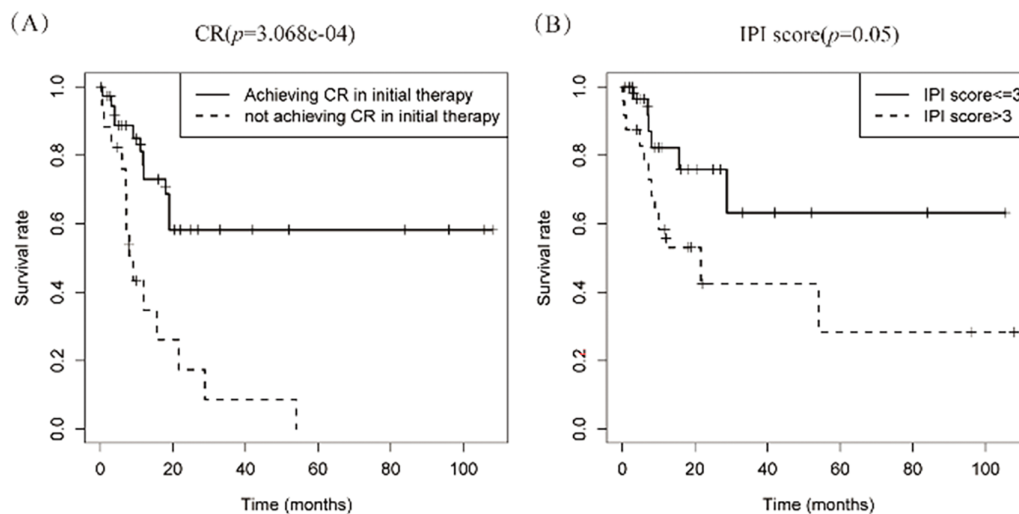 (A)
CR(p=3.068e-04)
Achieving CR in initial therapy
not achieving CR in initial therapy
Survival rate
1.0
0.8
0.6
0.4
0.2
0.0
0 20 40 60 80 100
Time (months)
(B)
IPI score(p=0.05)
IPI score<=3
IPI score>3
Survival rate
1.0
0.8
0.6
0.4
0.2
0.0
0 20 40 60 80 100
Time (months)